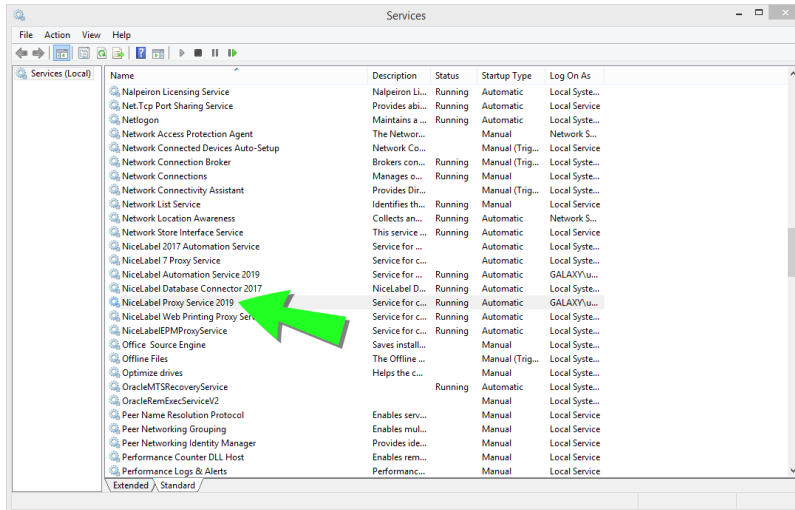 Services
File Action View Help
Services (Local)
Name Description Status Startup Type Log On As
Nalpeiron Licensing Service Nalpeiron Li... Running Automatic Local Syste...
Net.Tcp Port Sharing Service Provides abi... Running Automatic Local Service
Netlogon Maintains a ... Running Automatic Local Syste...
Network Access Protection Agent The Networ... Manual Network S...
Network Connected Devices Auto-Setup Network Co... Manual (Trig... Local Service
Network Connection Broker Brokers con... Running Manual (Trig... Local Syste...
Network Connections Manages o... Running Manual Local Syste...
Network Connectivity Assistant Provides Dir... Manual (Trig... Local Syste...
Network List Service Identifies th... Running Manual Local Service
Network Location Awareness Collects an... Running Automatic Network S...
Network Store Interface Service This service ... Running Automatic Local Service
NiceLabel 2017 Automation Service Service for ... Automatic Local Syste...
NiceLabel 7 Proxy Service Service for c... Automatic Local Syste...
NiceLabel Automation Service 2019 Service for ... Running Automatic GALAXY\u...
NiceLabel Database Connector 2017 NiceLabel D... Running Automatic Local Syste...
NiceLabel Proxy Service 2019 Service for c... Running Automatic GALAXY\u...
NiceLabel Web Printing Proxy Service for c... Running Automatic Local Syste...
NiceLabelEPMProxyService Service for c... Running Automatic Local Syste...
Office Source Engine Saves install... Manual Local Syste...
Offline Files The Offline ... Manual (Trig... Local Syste...
Optimize drives Helps the c... Manual Local Syste...
OracleMTSRecoveryService Running Automatic Local Syste...
OracleRemExecServiceV2 Manual Local Syste...
Peer Name Resolution Protocol Enables serv... Manual Local Service
Peer Networking Grouping Enables mul... Manual Local Service
Peer Networking Identity Manager Provides ide... Manual Local Service
Performance Counter DLL Host Enables rem... Manual Local Service
Performance Logs & Alerts Performanc... Manual Local Service
Extended Standard